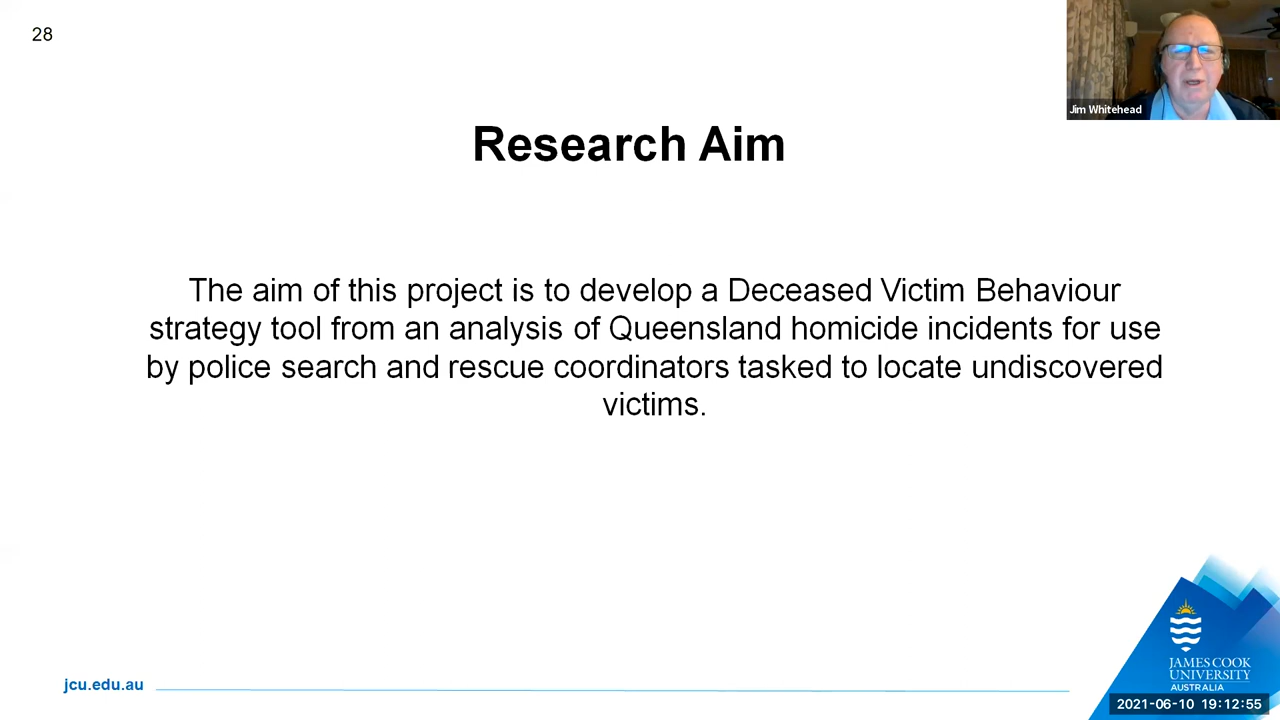 28
Jim Whitehead
Research Aim
The aim of this project is to develop a Deceased Victim Behaviour
strategy tool from an analysis of Queensland homicide incidents for use
by police search and rescue coordinators tasked to locate undiscovered
victims.
jcu.edu.au
JAMES COOK
UNIVERSITY
AUSTRALIA
2021-06-10 19:12:55